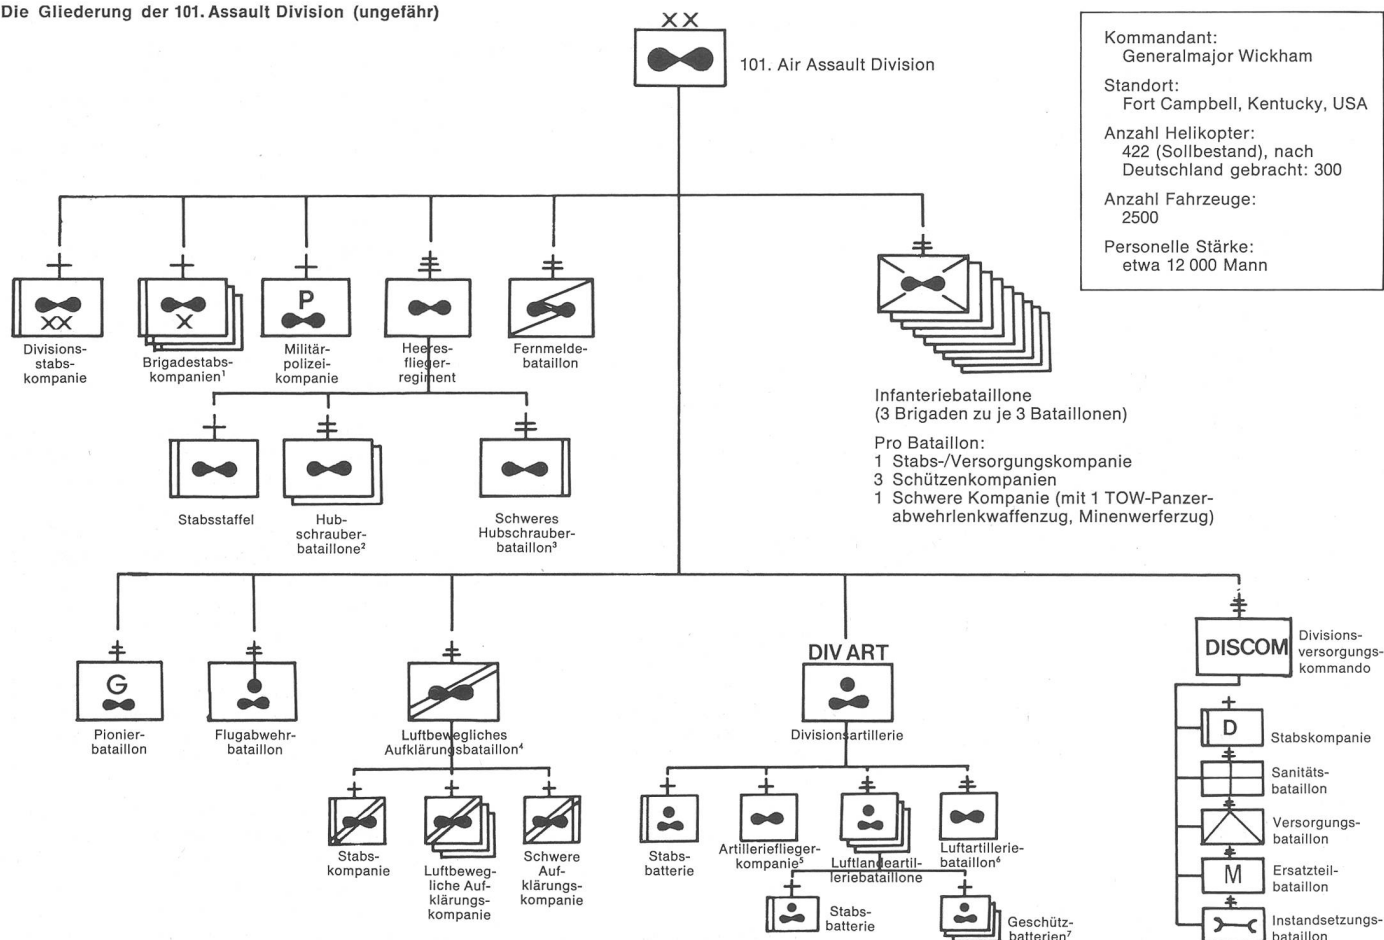 Die Gliederung der 101. Assault Division (ungefähr)
XX
101. Air Assault Division
Kommandant:
Generalmajor Wickham
Standort:
Fort Campbell, Kentucky, USA
Anzahl Helikopter:
422 (Sollbestand), nach
Deutschland gebracht: 300
Anzahl Fahrzeuge:
2500
Personelle Stärke:
etwa 12 000 Mann
XX
Divisions-
stabs-
kompanie
X
Brigadestabs-
kompanien¹
P
Militär-
polizei-
kompanie
Heeres-
flieger-
regiment
Fernmelde-
bataillon
Infanteriebataillone
(3 Brigaden zu je 3 Bataillonen)
Pro Bataillon:
1 Stabs-/Versorgungskompanie
3 Schützenkompanien
1 Schwere Kompanie (mit 1 TOW-Panzer-
abwehrlenkwaffenzug, Minenwerferzug)
Stabsstaffel
Hub-
schrauber-
bataillone²
Schweres
Hubschrauber-
bataillon³
G
Pionier-
bataillon
Flugabwehr-
bataillon
Luftbewegliches
Aufklärungsbataillon⁴
DIV ART
Divisionsartillerie
DISCOM
Divisions-
versorgungs-
kommando
Stabs-
kompanie
Luftbeweg-
liche Auf-
klärungs-
kompanie
Schwere
Auf-
klärungs-
kompanie
Stabs-
batterie
Artillerieflieger-
kompanie⁵
Luftlandeartil-
leriebataillone
Luftartillerie-
bataillon⁶
Stabs-
batterie
Geschütz-
batterien⁷
D
Stabskompanie
Sanitäts-
bataillon
Versorgungs-
bataillon
M
Ersatzteil-
bataillon
Instandsetzungs-
bataillon